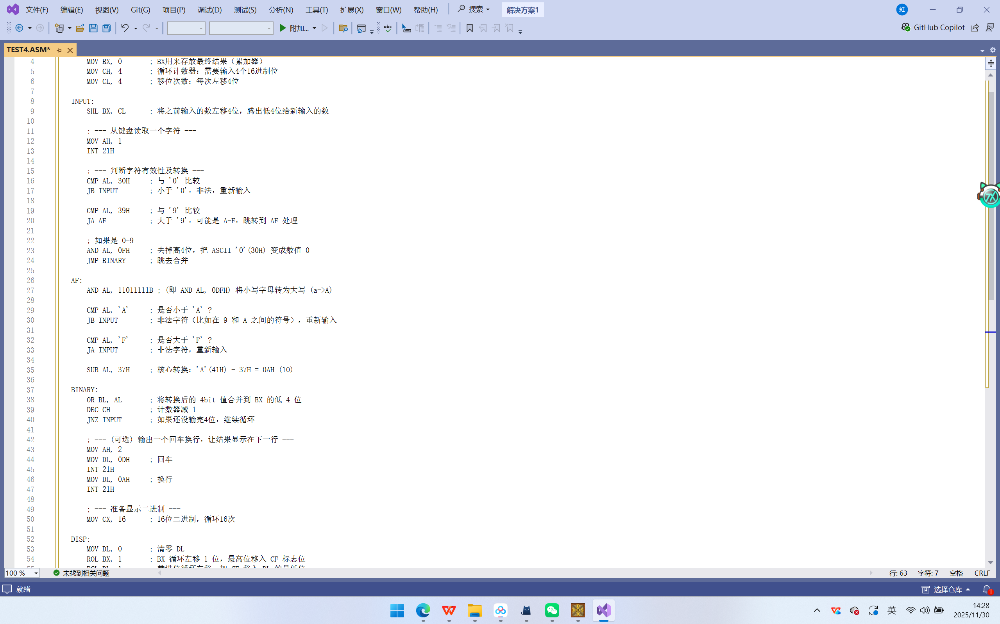 文件(F) 编辑(E) 视图(V) Git(G) 项目(P) 调试(D) 测试(S) 分析(N) 工具(T) 扩展(X) 窗口(W) 帮助(H) 搜索 解决方案1 虹
附加... abc GitHub Copilot
TEST4.ASM*
4 MOV BX, 0 ; BX用来存放最终结果（累加器）
5 MOV CH, 4 ; 循环计数器：需要输入4个16进制位
6 MOV CL, 4 ; 移位次数：每次左移4位
7
8 INPUT:
9 SHL BX, CL ; 将之前输入的数左移4位，腾出低4位给新输入的数
10
11 ; --- 从键盘读取一个字符 ---
12 MOV AH, 1
13 INT 21H
14
15 ; --- 判断字符有效性及转换 ---
16 CMP AL, 30H ; 与 '0' 比较
17 JB INPUT ; 小于 '0'，非法，重新输入
18
19 CMP AL, 39H ; 与 '9' 比较
20 JA AF ; 大于 '9'，可能是 A-F，跳转到 AF 处理
21
22 ; 如果是 0-9
23 AND AL, 0FH ; 去掉高4位，把 ASCII '0'(30H) 变成数值 0
24 JMP BINARY ; 跳去合并
25
26 AF:
27 AND AL, 11011111B ; (即 AND AL, 0DFH) 将小写字母转为大写 (a->A)
28
29 CMP AL, 'A' ; 是否小于 'A' ?
30 JB INPUT ; 非法字符（比如在 9 和 A 之间的符号），重新输入
31
32 CMP AL, 'F' ; 是否大于 'F' ?
33 JA INPUT ; 非法字符，重新输入
34
35 SUB AL, 37H ; 核心转换：'A'(41H) - 37H = 0AH (10)
36
37 BINARY:
38 OR BL, AL ; 将转换后的 4bit 值合并到 BX 的低 4 位
39 DEC CH ; 计数器减 1
40 JNZ INPUT ; 如果还没输完4位，继续循环
41
42 ; --- (可选) 输出一个回车换行，让结果显示在下一行 ---
43 MOV AH, 2
44 MOV DL, 0DH ; 回车
45 INT 21H
46 MOV DL, 0AH ; 换行
47 INT 21H
48
49 ; --- 准备显示二进制 ---
50 MOV CX, 16 ; 16位二进制，循环16次
51
52 DISP:
53 MOV DL, 0 ; 清零 DL
54 ROL BX, 1 ; BX 循环左移 1 位，最高位移入 CF 标志位
100 % 未找到相关问题 行: 63 字符: 7 空格 CRLF
就绪 选择仓库 1
英 14:28
2025/11/30